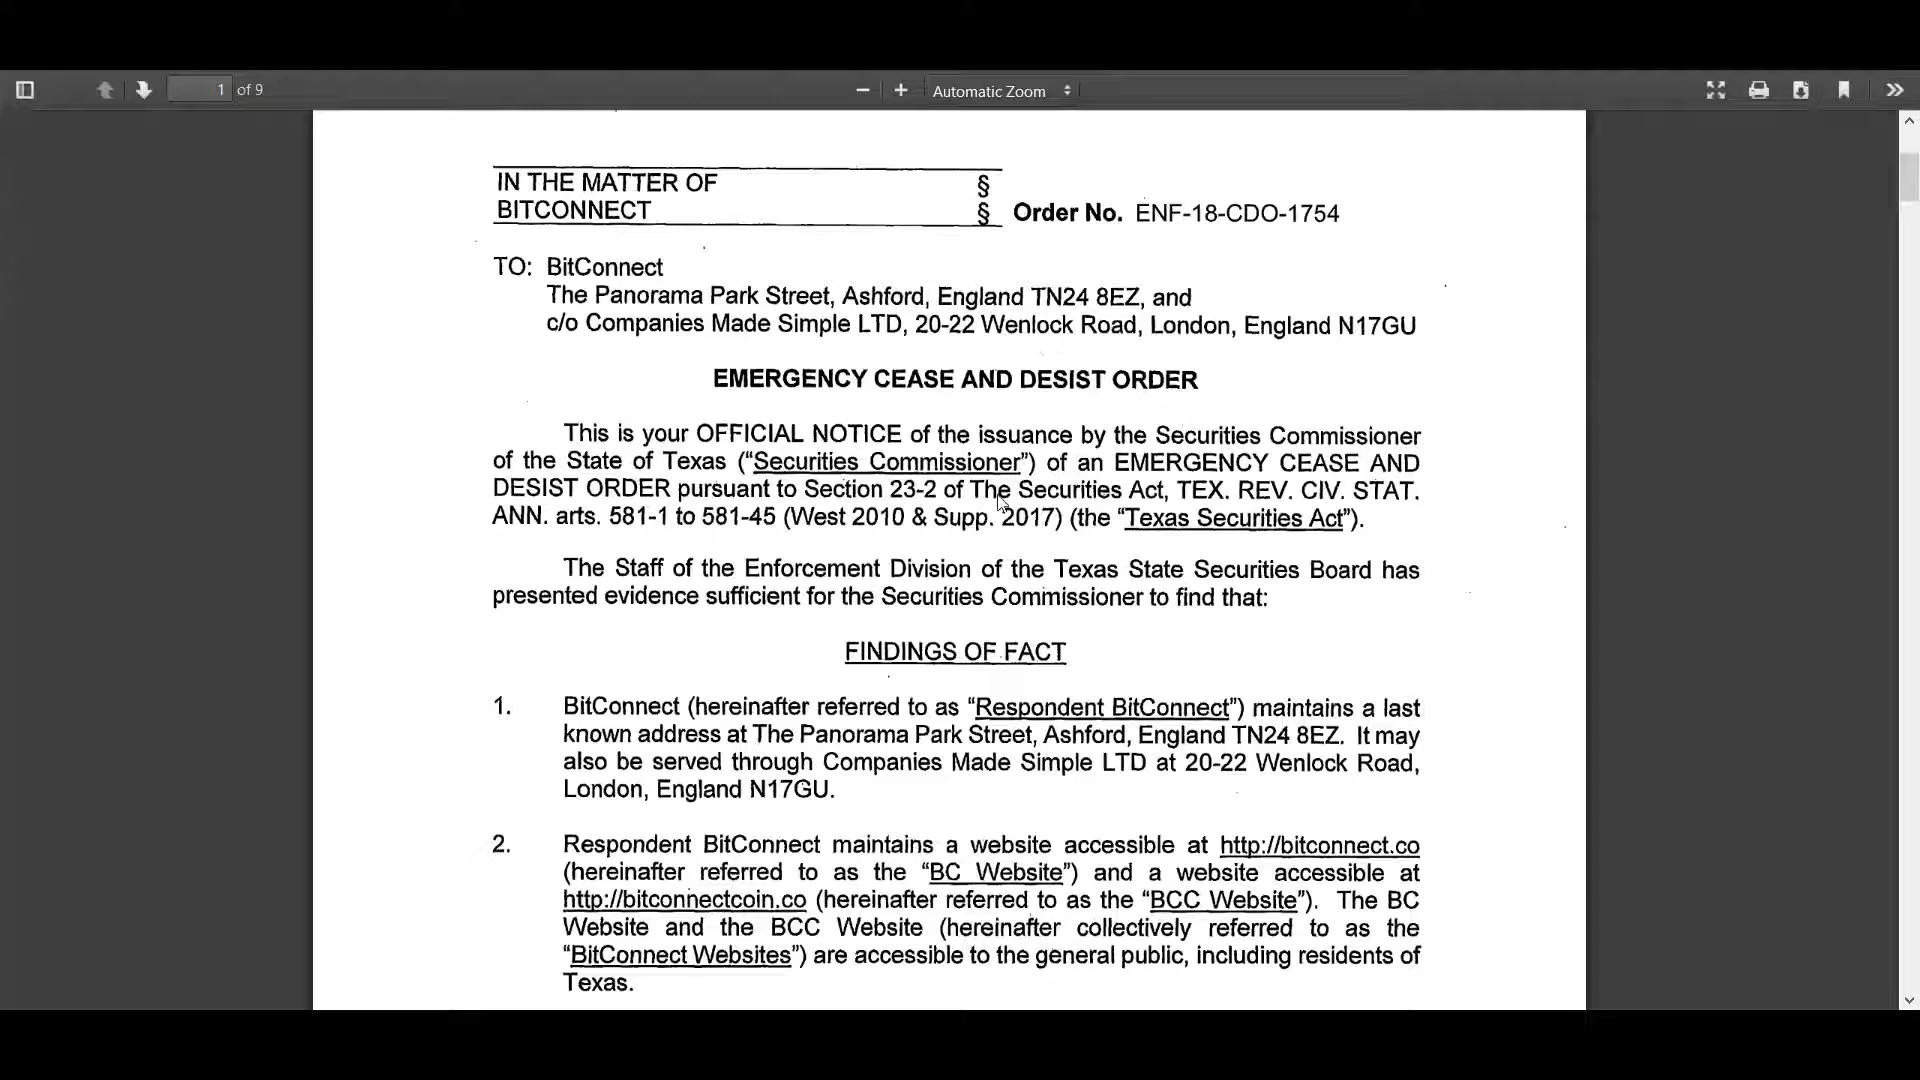 1 of 9
Automatic Zoom
IN THE MATTER OF §
BITCONNECT § Order No. ENF-18-CDO-1754
TO: BitConnect
The Panorama Park Street, Ashford, England TN24 8EZ, and
c/o Companies Made Simple LTD, 20-22 Wenlock Road, London, England N17GU
EMERGENCY CEASE AND DESIST ORDER
This is your OFFICIAL NOTICE of the issuance by the Securities Commissioner
of the State of Texas (“Securities Commissioner”) of an EMERGENCY CEASE AND
DESIST ORDER pursuant to Section 23-2 of The Securities Act, TEX. REV. CIV. STAT.
ANN. arts. 581-1 to 581-45 (West 2010 & Supp. 2017) (the “Texas Securities Act”).
The Staff of the Enforcement Division of the Texas State Securities Board has
presented evidence sufficient for the Securities Commissioner to find that:
FINDINGS OF FACT
1. BitConnect (hereinafter referred to as “Respondent BitConnect”) maintains a last
known address at The Panorama Park Street, Ashford, England TN24 8EZ. It may
also be served through Companies Made Simple LTD at 20-22 Wenlock Road,
London, England N17GU.
2. Respondent BitConnect maintains a website accessible at http://bitconnect.co
(hereinafter referred to as the “BC Website”) and a website accessible at
http://bitconnectcoin.co (hereinafter referred to as the “BCC Website”). The BC
Website and the BCC Website (hereinafter collectively referred to as the
“BitConnect Websites”) are accessible to the general public, including residents of
Texas.